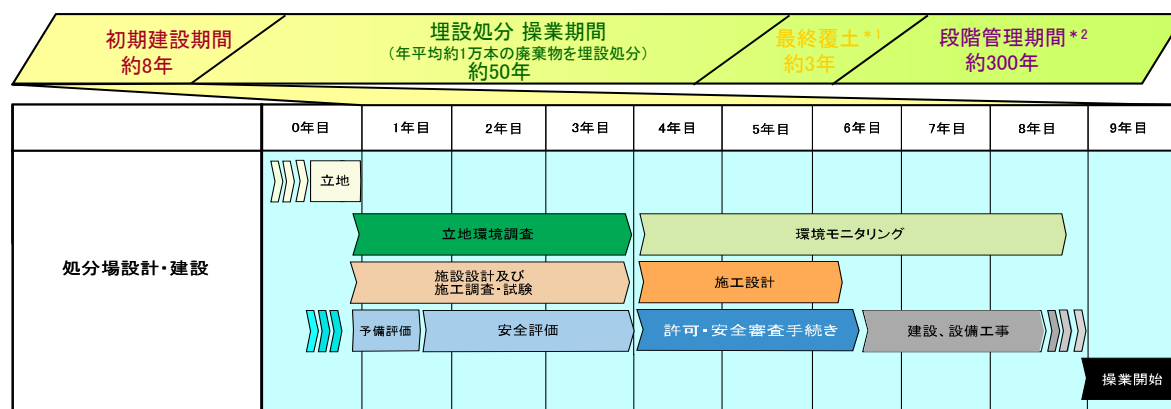 初期建設期間
約8年
埋設処分 操業期間
(年平均約1万本の廃棄物を埋設処分)
約50年
最終覆土*1
約3年
段階管理期間*2
約300年
0年目 1年目 2年目 3年目 4年目 5年目 6年目 7年目 8年目 9年目
処分場設計・建設
立地
立地環境調査 環境モニタリング
施設設計及び
施工調査・試験
施工設計
予備評価 安全評価 許可・安全審査手続き 建設、設備工事
操業開始